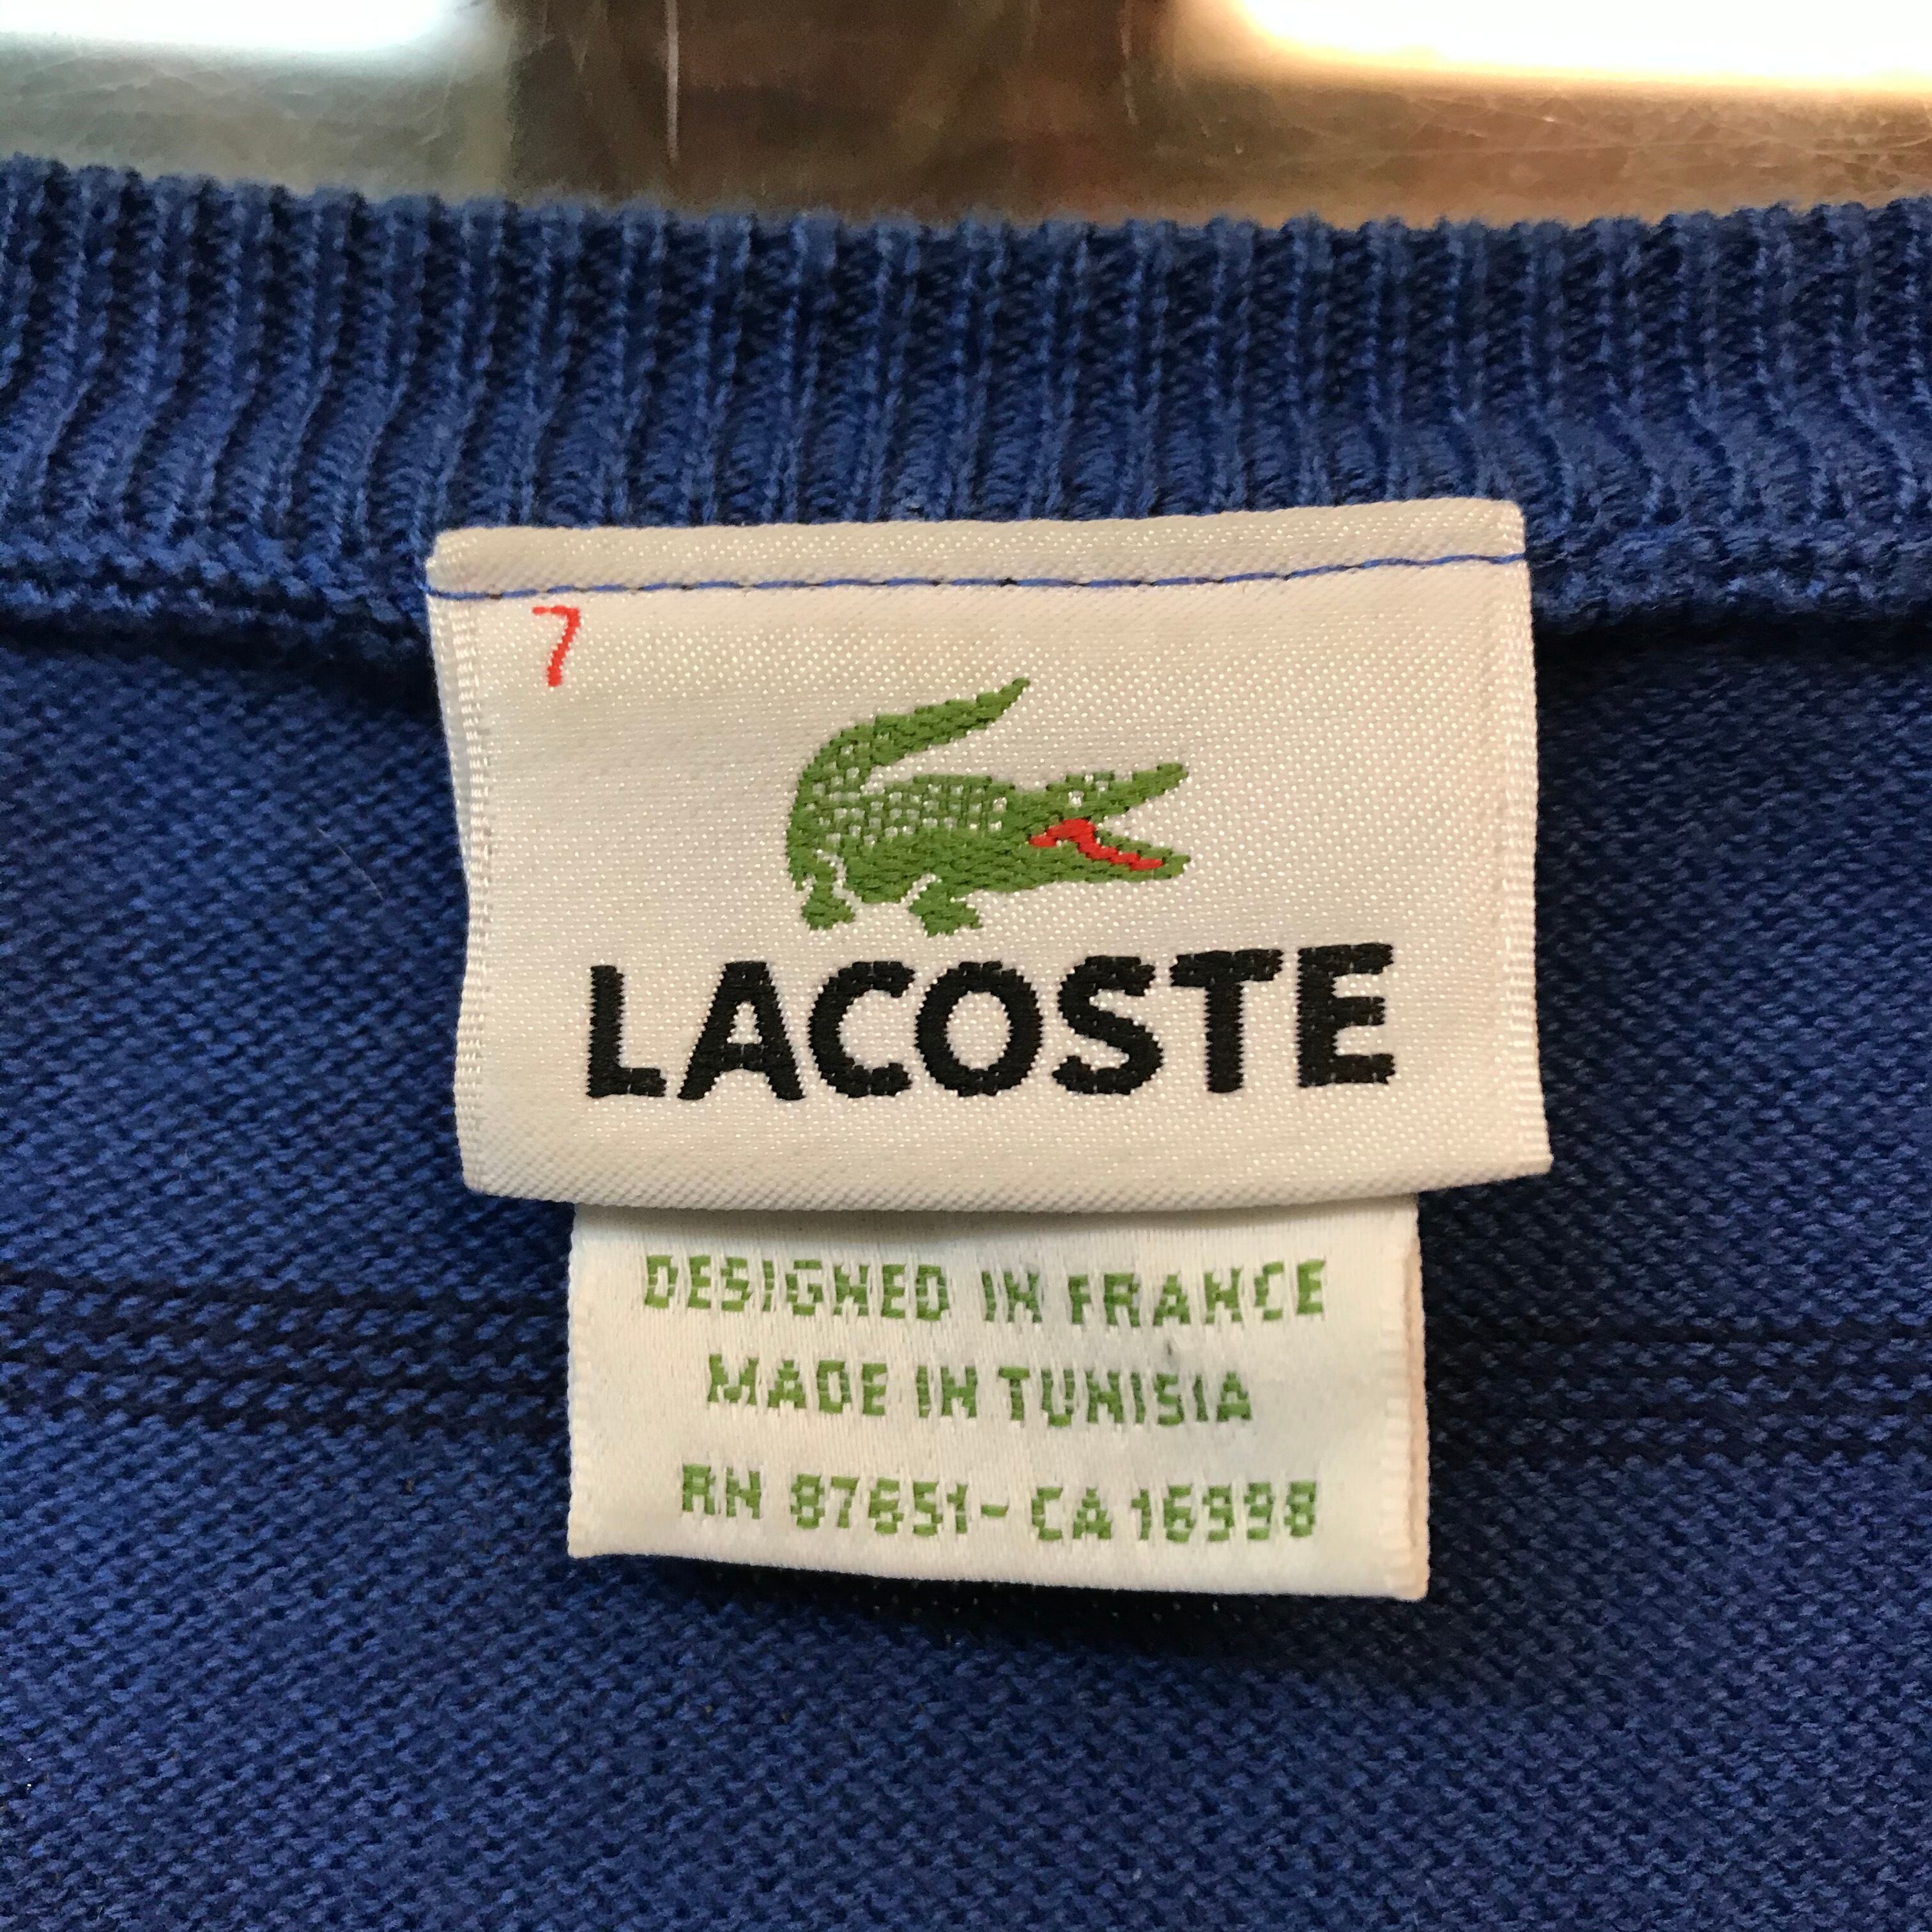 7
LACOSTE
DESIGNED IN FRANCE
MADE IN TUNISIA
RN 87651-CA 16998